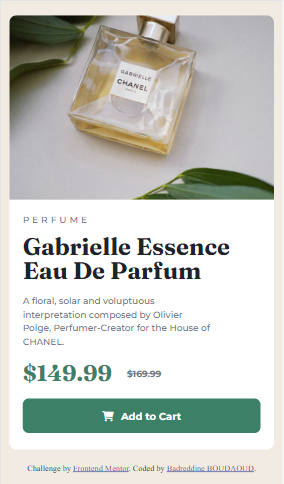 GABRIELLE
CHANEL
PARIS
PERFUME
Gabrielle Essence
Eau De Parfum
A floral, solar and voluptuous
interpretation composed by Olivier
Polge, Perfumer-Creator for the House of
CHANEL.
$149.99 $169.99
Add to Cart
Challenge by Frontend Mentor. Coded by Badreddine BOUDAOUD.